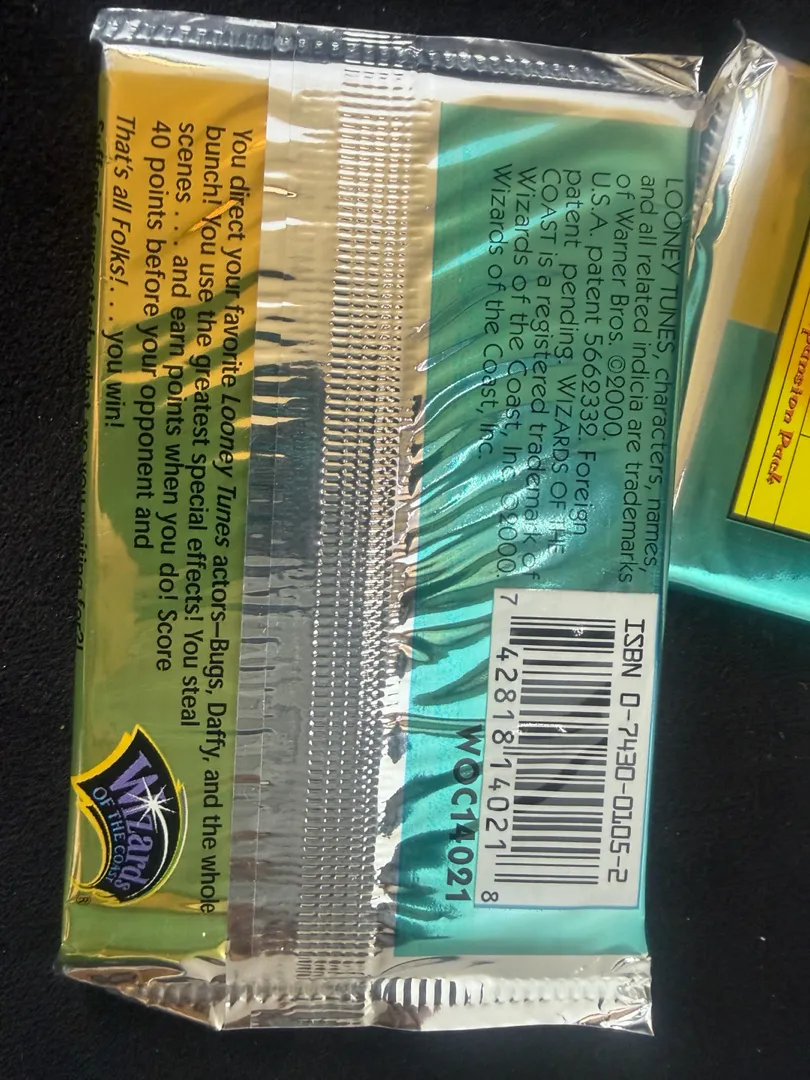 LOONEY TUNES, characters, names,
and all related indicia are trademarks
of Warner Bros. ©2000.
U.S.A. patent 5662332. Foreign
patent pending. WIZARDS OF THE
COAST is a registered trademark of
Wizards of the Coast, Inc. ©2000.
Wizards of the Coast, Inc.
ISBN 0-7430-0105-2
7 42818 14021 8
WOC14021
You direct your favorite Looney Tunes actors—Bugs, Daffy, and the whole
bunch! You use the greatest special effects! You steal
scenes . . . and earn points when you do! Score
40 points before your opponent and
That's all Folks! . . . you win!
Wizards
OF THE COAST
®
Pack